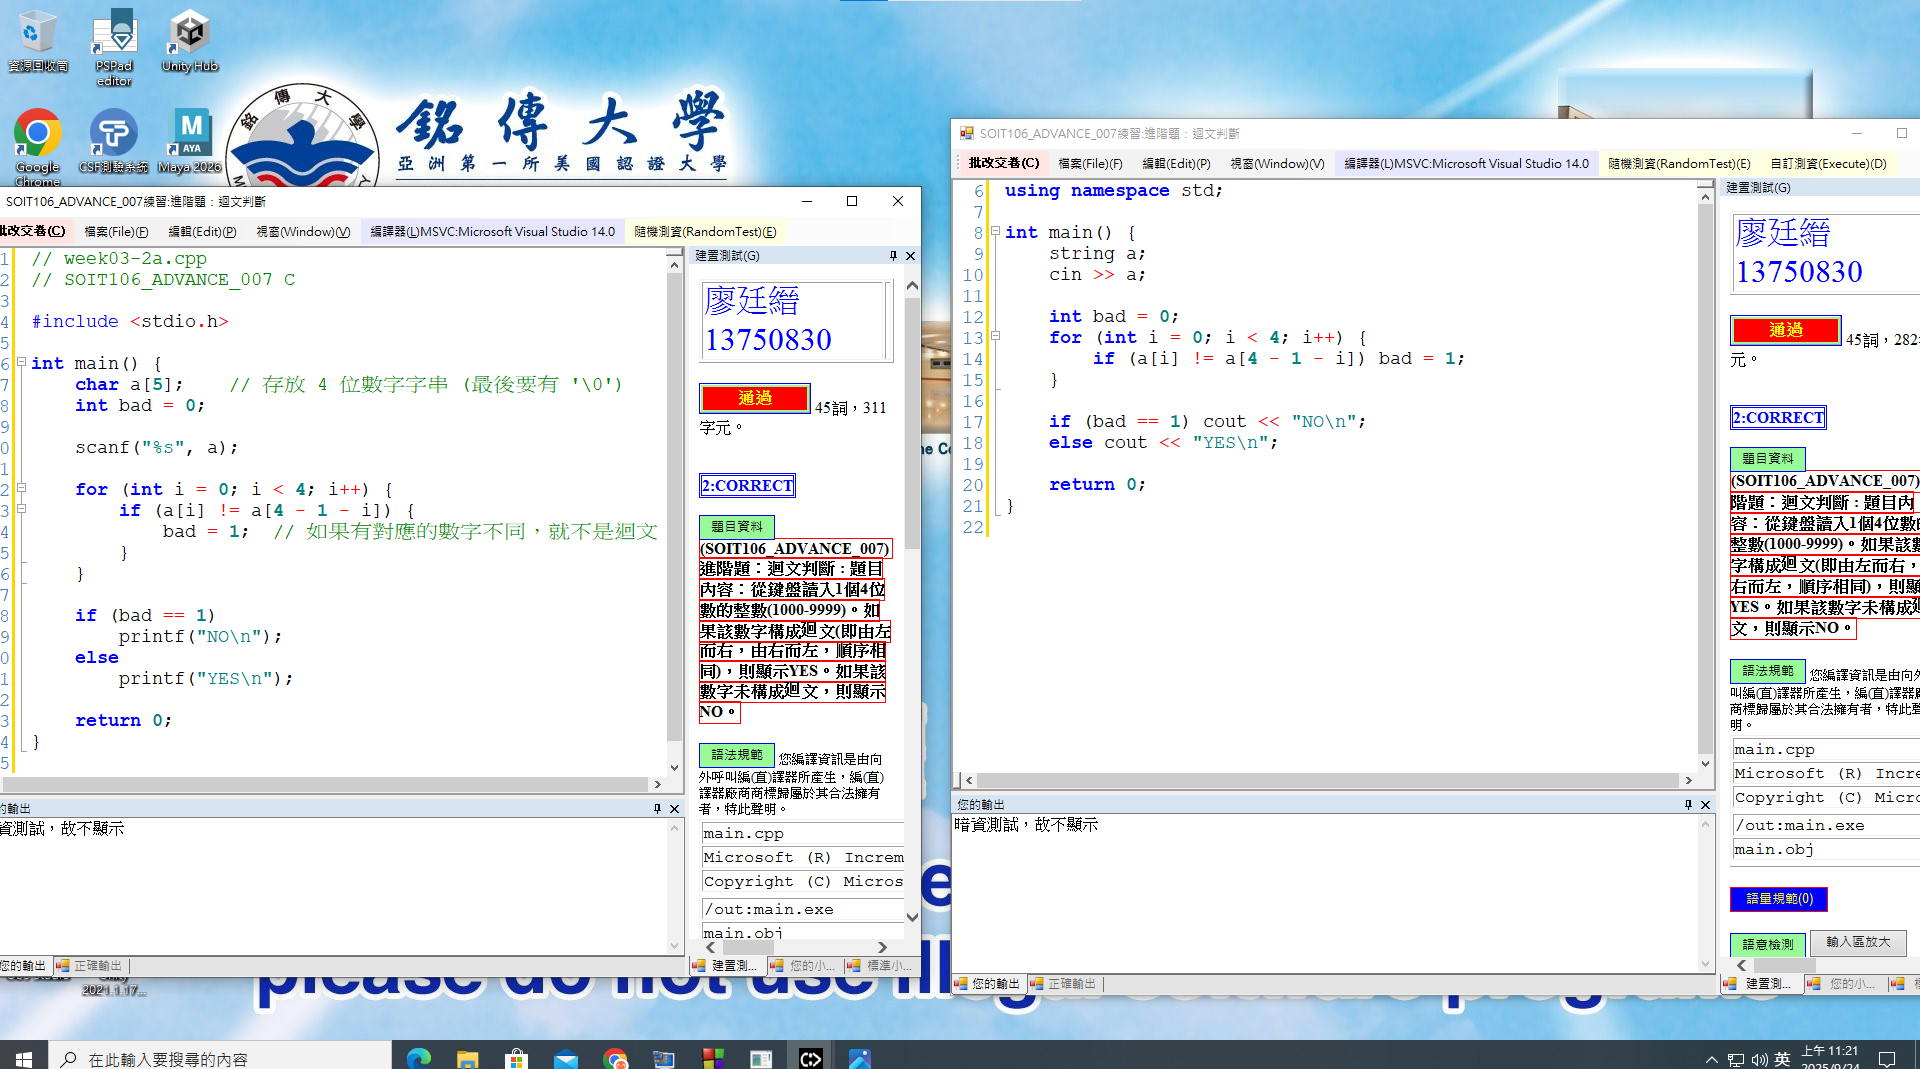 資源回收筒
PSPad editor
Unity Hub
Google Chrome
CSF測驗系統
Maya 2026
M
AYA
銘傳大學
銘傳大學
亞洲第一所美國認證大學
SOIT106_ADVANCE_007練習:進階題：迴文判斷
批改交卷(C) 檔案(File)(F) 編輯(Edit)(P) 視窗(Window)(V) 編譯器(L)MSVC:Microsoft Visual Studio 14.0 隨機測資(RandomTest)(E)
1 // week03-2a.cpp
2 // SOIT106_ADVANCE_007 C
3
4 #include <stdio.h>
5
6 int main() {
7     char a[5];    // 存放 4 位數字字串 (最後要有 '\0')
8     int bad = 0;
9
0     scanf("%s", a);
1
2     for (int i = 0; i < 4; i++) {
3         if (a[i] != a[4 - 1 - i]) {
4             bad = 1;  // 如果有對應的數字不同，就不是迴文
5         }
6     }
7
8     if (bad == 1)
9         printf("NO\n");
0     else
1         printf("YES\n");
2
3     return 0;
4 }
5
建置測試(G)
廖廷縉
13750830
通過 45詞，311
字元。
2:CORRECT
題目資料
(SOIT106_ADVANCE_007)
進階題：迴文判斷：題目
內容：從鍵盤讀入1個4位
數的整數(1000-9999)。如
果該數字構成迴文(即由左
而右，由右而左，順序相
同)，則顯示YES。如果該
數字未構成迴文，則顯示
NO。
語法規範 您編譯資訊是由向
外呼叫編(直)譯器所產生，編(直)
譯器廠商商標歸屬於其合法擁有
者，特此聲明。
main.cpp
Microsoft (R) Increm
Copyright (C) Micros
/out:main.exe
main.obj
建置測... 您的小... 標準小...
的輸出
資測試，故不顯示
您的輸出 正確輸出
2021.1.17...
SOIT106_ADVANCE_007練習:進階題：迴文判斷
批改交卷(C) 檔案(File)(F) 編輯(Edit)(P) 視窗(Window)(V) 編譯器(L)MSVC:Microsoft Visual Studio 14.0 隨機測資(RandomTest)(E) 自訂測資(Execute)(D)
6 using namespace std;
7
8 int main() {
9     string a;
10     cin >> a;
11
12     int bad = 0;
13     for (int i = 0; i < 4; i++) {
14         if (a[i] != a[4 - 1 - i]) bad = 1;
15     }
16
17     if (bad == 1) cout << "NO\n";
18     else cout << "YES\n";
19
20     return 0;
21 }
22
建置測試(G)
廖廷縉
13750830
通過 45詞，282
元。
2:CORRECT
題目資料
(SOIT106_ADVANCE_007)
階題：迴文判斷：題目內
容：從鍵盤讀入1個4位數
整數(1000-9999)。如果該數
字構成迴文(即由左而右，
右而左，順序相同)，則顯
YES。如果該數字未構成迴
文，則顯示NO。
語法規範 您編譯資訊是由向外
叫編(直)譯器所產生，編(直)譯器廠
商標歸屬於其合法擁有者，特此聲
明。
main.cpp
Microsoft (R) Incre
Copyright (C) Micro
/out:main.exe
main.obj
語量規範(0)
語意檢測 輸入區放大
建置測... 您的小...
您的輸出
暗資測試，故不顯示
您的輸出 正確輸出
please do not use
在此輸入要搜尋的內容
英
上午 11:21
2025/9/24